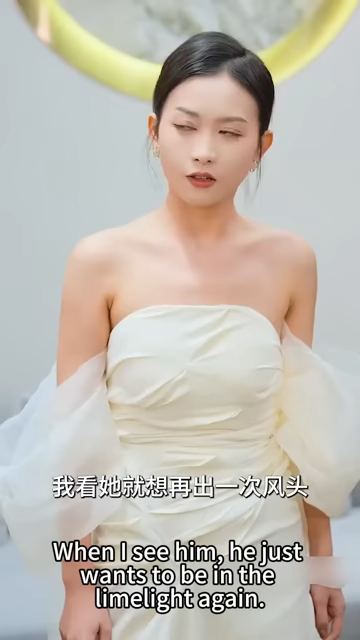 我看她就想再出一次风头
When I see him, he just
wants to be in the
limelight again.